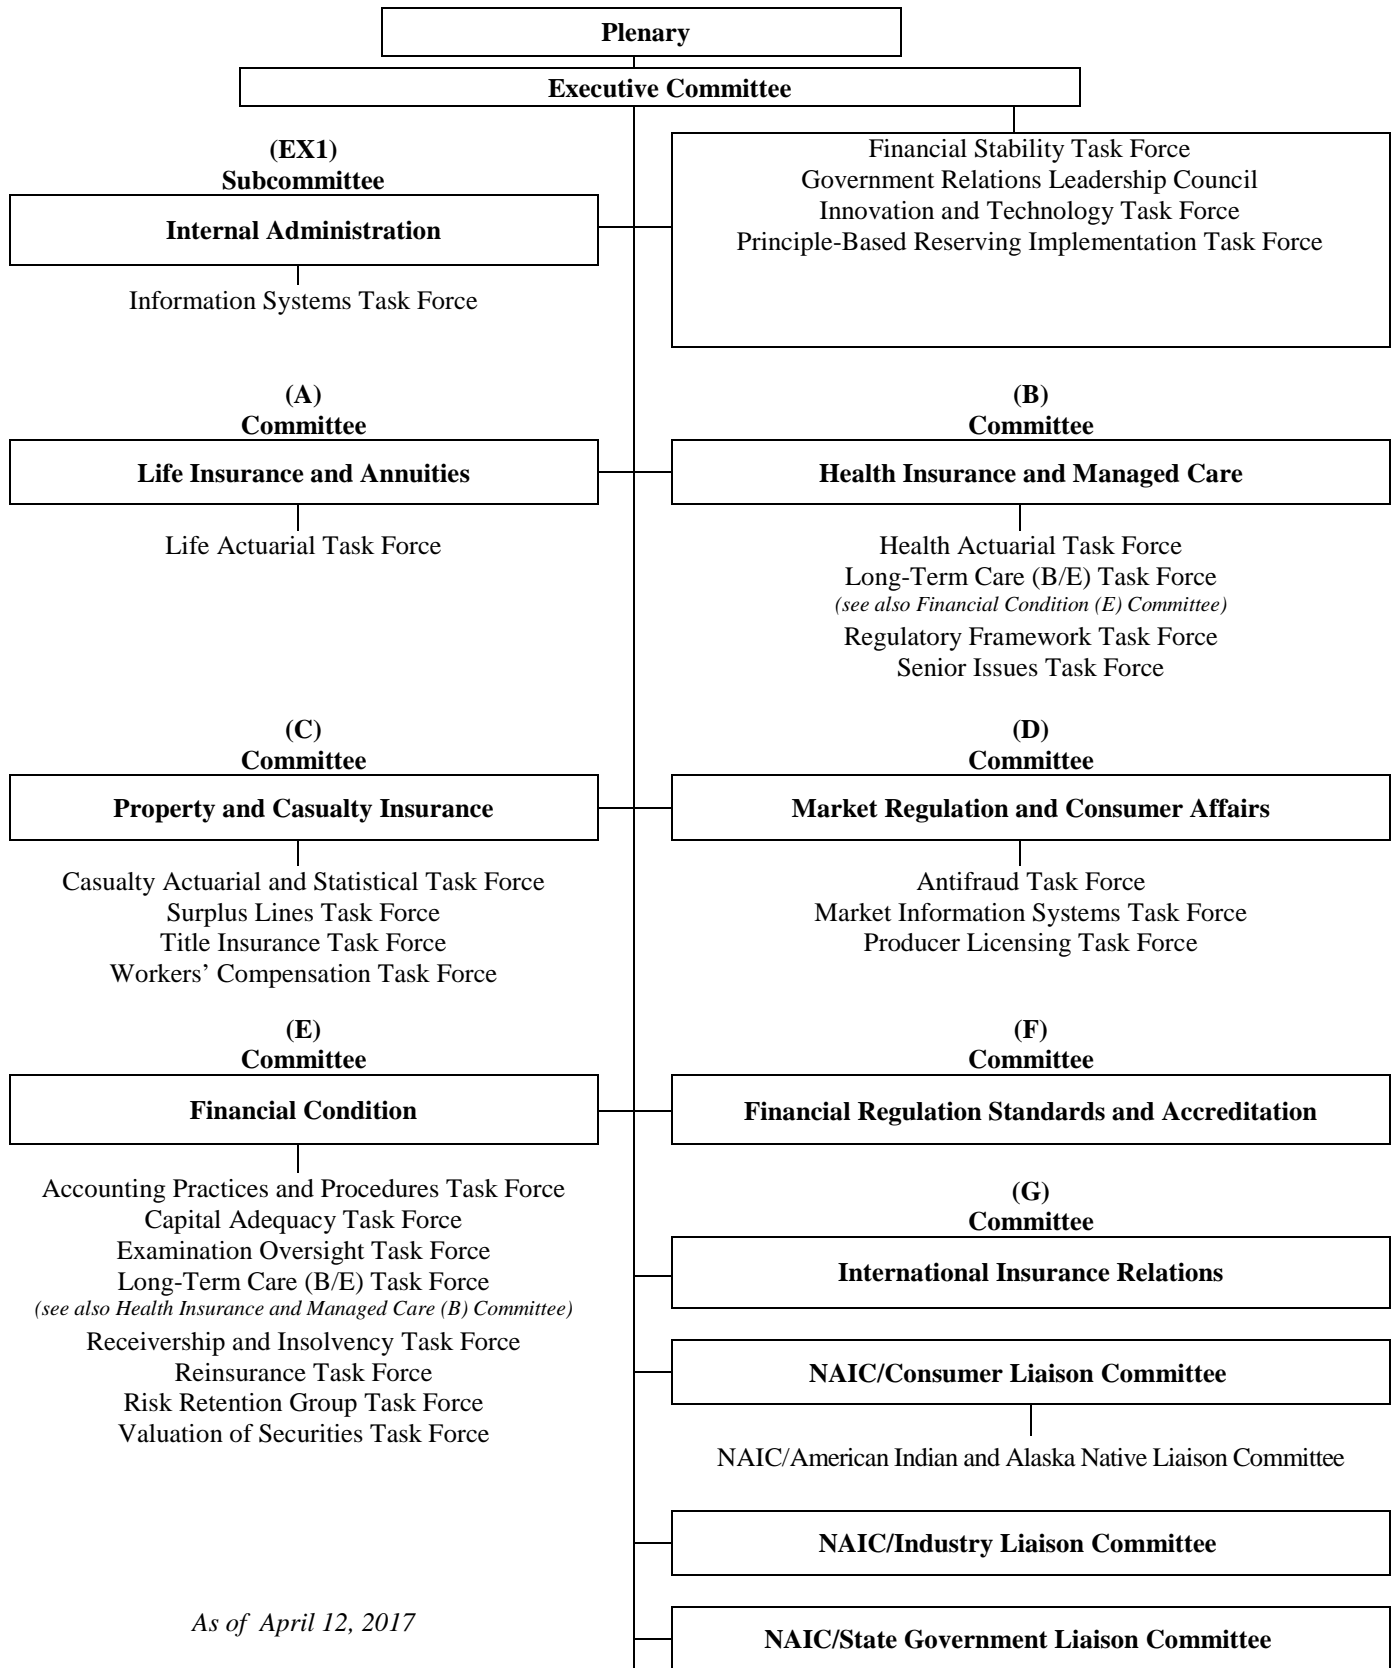 Plenary
Executive Committee
(EX1)
Subcommittee
Internal Administration
Information Systems Task Force
Financial Stability Task Force
Government Relations Leadership Council
Innovation and Technology Task Force
Principle-Based Reserving Implementation Task Force
(A)
Committee
Life Insurance and Annuities
Life Actuarial Task Force
(B)
Committee
Health Insurance and Managed Care
Health Actuarial Task Force
Long-Term Care (B/E) Task Force
(see also Financial Condition (E) Committee)
Regulatory Framework Task Force
Senior Issues Task Force
(C)
Committee
Property and Casualty Insurance
Casualty Actuarial and Statistical Task Force
Surplus Lines Task Force
Title Insurance Task Force
Workers’ Compensation Task Force
(D)
Committee
Market Regulation and Consumer Affairs
Antifraud Task Force
Market Information Systems Task Force
Producer Licensing Task Force
(E)
Committee
Financial Condition
Accounting Practices and Procedures Task Force
Capital Adequacy Task Force
Examination Oversight Task Force
Long-Term Care (B/E) Task Force
(see also Health Insurance and Managed Care (B) Committee)
Receivership and Insolvency Task Force
Reinsurance Task Force
Risk Retention Group Task Force
Valuation of Securities Task Force
(F)
Committee
Financial Regulation Standards and Accreditation
(G)
Committee
International Insurance Relations
NAIC/Consumer Liaison Committee
NAIC/American Indian and Alaska Native Liaison Committee
NAIC/Industry Liaison Committee
NAIC/State Government Liaison Committee
As of April 12, 2017